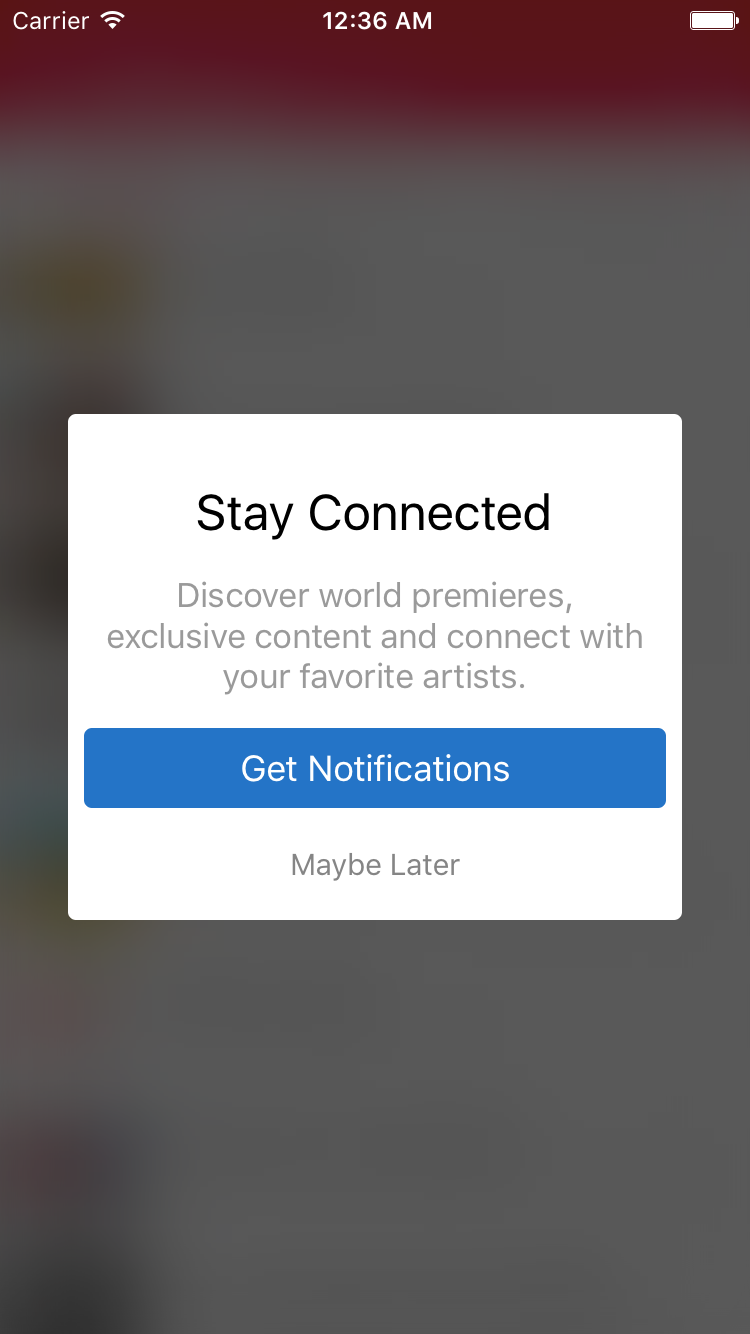 Carrier 12:36 AM
Stay Connected
Discover world premieres,
exclusive content and connect with
your favorite artists.
Get Notifications
Maybe Later